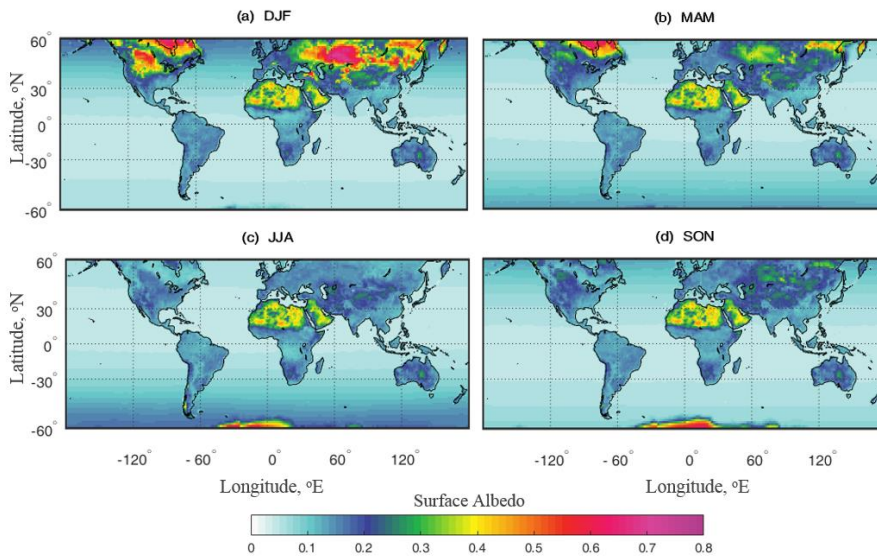 (a) DJF
(b) MAM
60°
30°
0°
-30°
-60°
Latitude, °N
(c) JJA
(d) SON
60°
30°
0°
-30°
-60°
Latitude, °N
-120° -60° 0 60° 120°
-120° -60° 0° 60° 120°
Longitude, °E
Longitude, °E
Surface Albedo
0 0.1 0.2 0.3 0.4 0.5 0.6 0.7 0.8